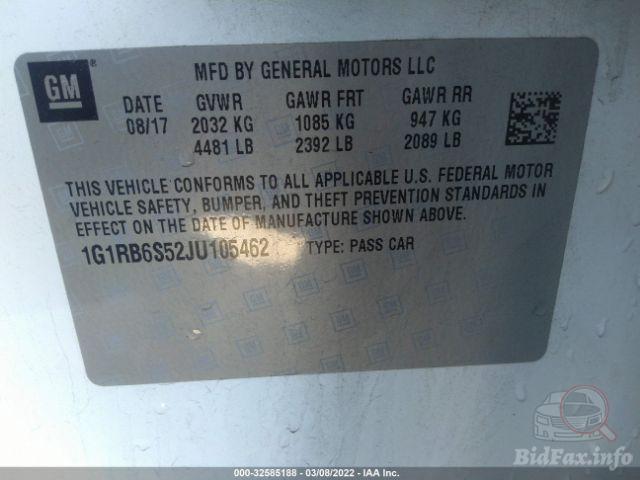 GM ®
MFD BY GENERAL MOTORS LLC
DATE GVWR GAWR FRT GAWR RR
08/17 2032 KG 1085 KG 947 KG
4481 LB 2392 LB 2089 LB
THIS VEHICLE CONFORMS TO ALL APPLICABLE U.S. FEDERAL MOTOR
VEHICLE SAFETY, BUMPER, AND THEFT PREVENTION STANDARDS IN
EFFECT ON THE DATE OF MANUFACTURE SHOWN ABOVE.
1G1RB6S52JU105462 TYPE: PASS CAR
BidFax.info
000-32585188 - 03/08/2022 - IAA Inc.